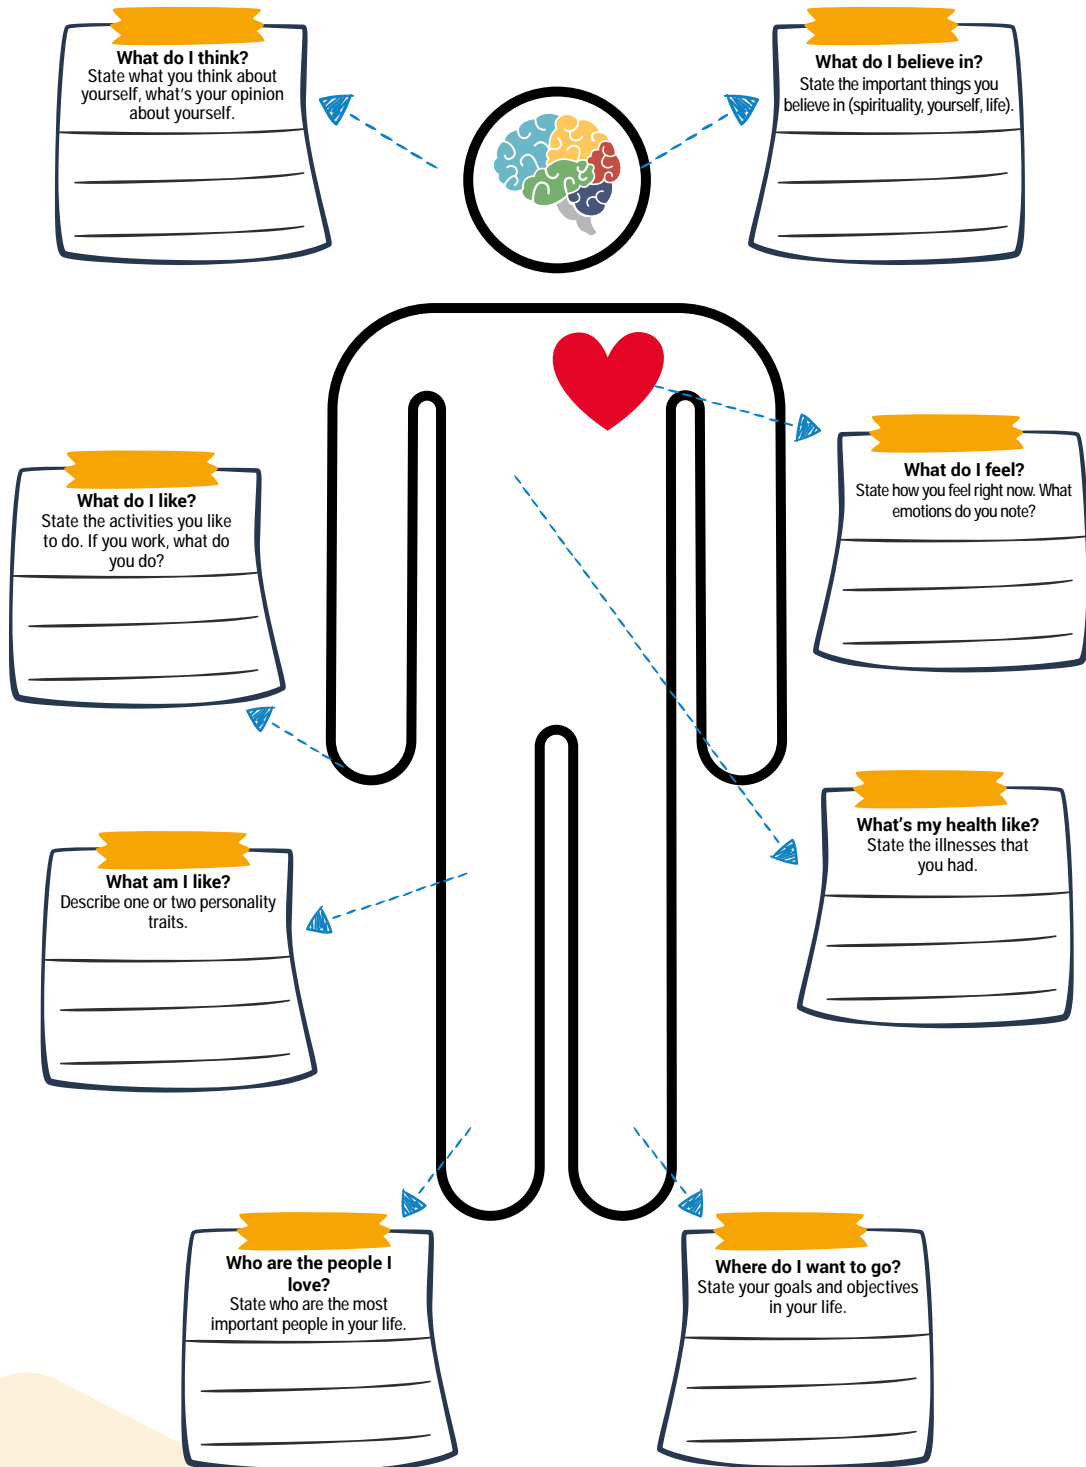 What do I think?
State what you think about
yourself, what's your opinion
about yourself.
What do I believe in?
State the important things you
believe in (spirituality, yourself, life).
What do I like?
State the activities you like
to do. If you work, what do
you do?
What do I feel?
State how you feel right now. What
emotions do you note?
What am I like?
Describe one or two personality
traits.
What's my health like?
State the illnesses that
you had.
Who are the people I
love?
State who are the most
important people in your life.
Where do I want to go?
State your goals and objectives
in your life.